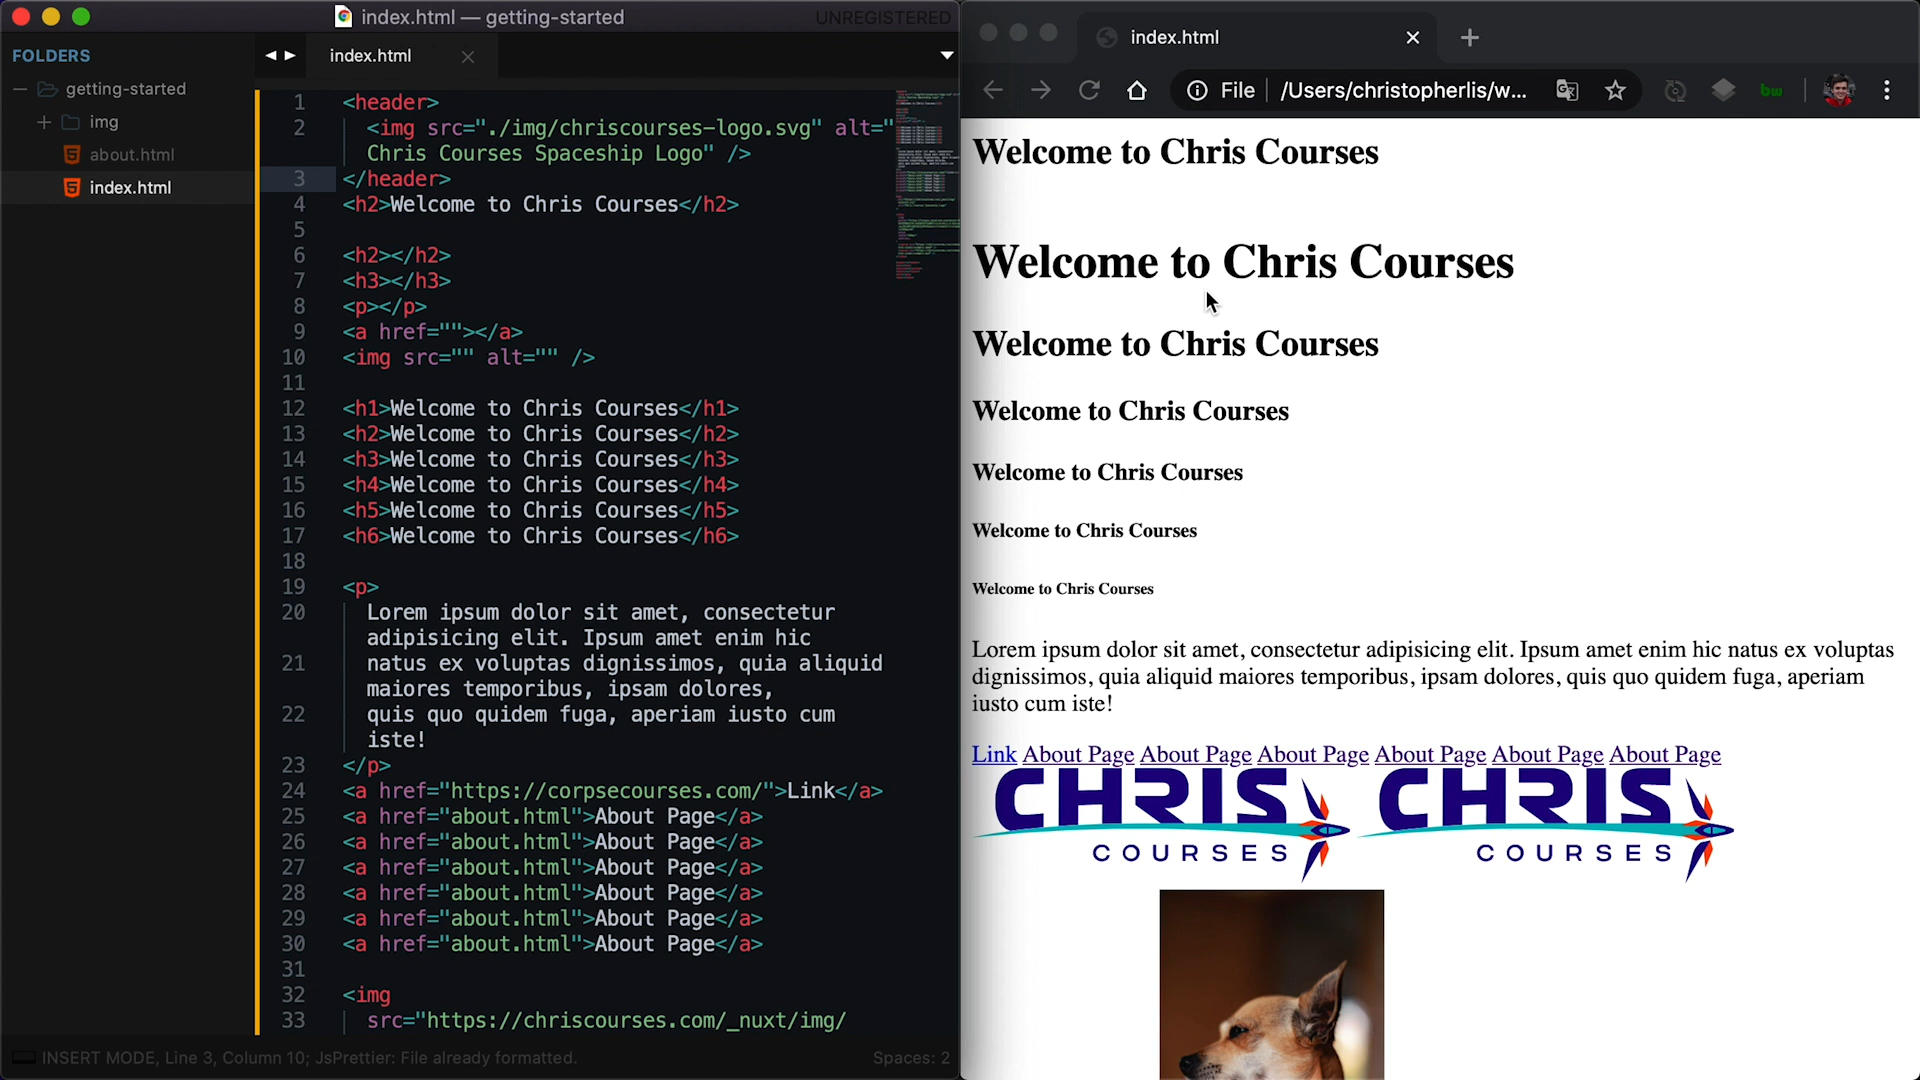 index.html — getting-started
UNREGISTERED
FOLDERS
getting-started
img
about.html
index.html
index.html
1 <header>
2 <img src="./img/chriscourses-logo.svg" alt="
Chris Courses Spaceship Logo" />
3 </header>
4 <h2>Welcome to Chris Courses</h2>
5
6 <h2></h2>
7 <h3></h3>
8 <p></p>
9 <a href=""></a>
10 <img src="" alt="" />
11
12 <h1>Welcome to Chris Courses</h1>
13 <h2>Welcome to Chris Courses</h2>
14 <h3>Welcome to Chris Courses</h3>
15 <h4>Welcome to Chris Courses</h4>
16 <h5>Welcome to Chris Courses</h5>
17 <h6>Welcome to Chris Courses</h6>
18
19 <p>
20 Lorem ipsum dolor sit amet, consectetur
adipisicing elit. Ipsum amet enim hic
21 natus ex voluptas dignissimos, quia aliquid
maiores temporibus, ipsam dolores,
22 quis quo quidem fuga, aperiam iusto cum
iste!
23 </p>
24 <a href="https://corpsecourses.com/">Link</a>
25 <a href="about.html">About Page</a>
26 <a href="about.html">About Page</a>
27 <a href="about.html">About Page</a>
28 <a href="about.html">About Page</a>
29 <a href="about.html">About Page</a>
30 <a href="about.html">About Page</a>
31
32 <img
33 src="https://chriscourses.com/_nuxt/img/
INSERT MODE, Line 3, Column 10; JsPrettier: File already formatted.
Spaces: 2
index.html
File /Users/christopherlis/w...
bw
Welcome to Chris Courses
Welcome to Chris Courses
Welcome to Chris Courses
Welcome to Chris Courses
Welcome to Chris Courses
Welcome to Chris Courses
Welcome to Chris Courses
Lorem ipsum dolor sit amet, consectetur adipisicing elit. Ipsum amet enim hic natus ex voluptas
dignissimos, quia aliquid maiores temporibus, ipsam dolores, quis quo quidem fuga, aperiam
iusto cum iste!
Link About Page About Page About Page About Page About Page About Page
CHRIS CHRIS
COURSES COURSES